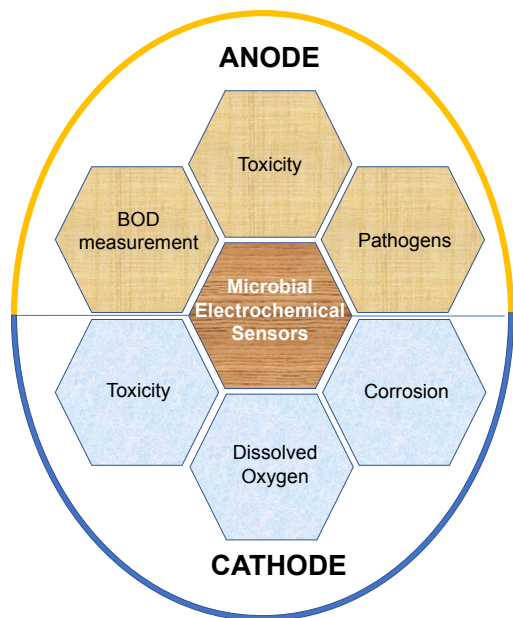 ANODE
Toxicity
BOD
measurement
Pathogens
Microbial
Electrochemical
Sensors
Toxicity
Corrosion
Dissolved
Oxygen
CATHODE